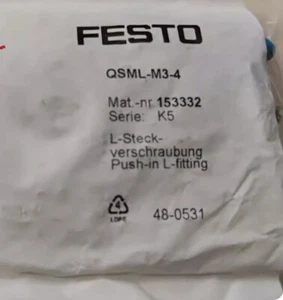 FESTO
QSML-M3-4
Mat.-nr. 153332
Serie: K5
L-Steck-
verschraubung
Push-in L-fitting
4
LDPE
48-0531